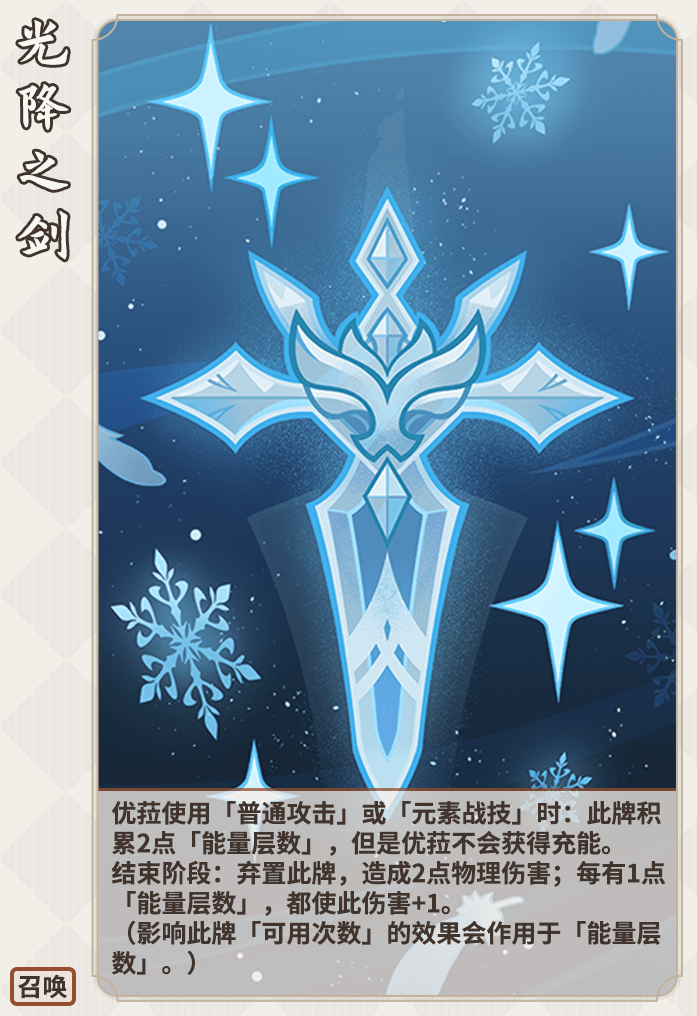 光降之剑
优菈使用「普通攻击」或「元素战技」时：此牌积
累2点「能量层数」，但是优菈不会获得充能。
结束阶段：弃置此牌，造成2点物理伤害；每有1点
「能量层数」，都使此伤害+1。
（影响此牌「可用次数」的效果会作用于「能量层
数」。）
召唤